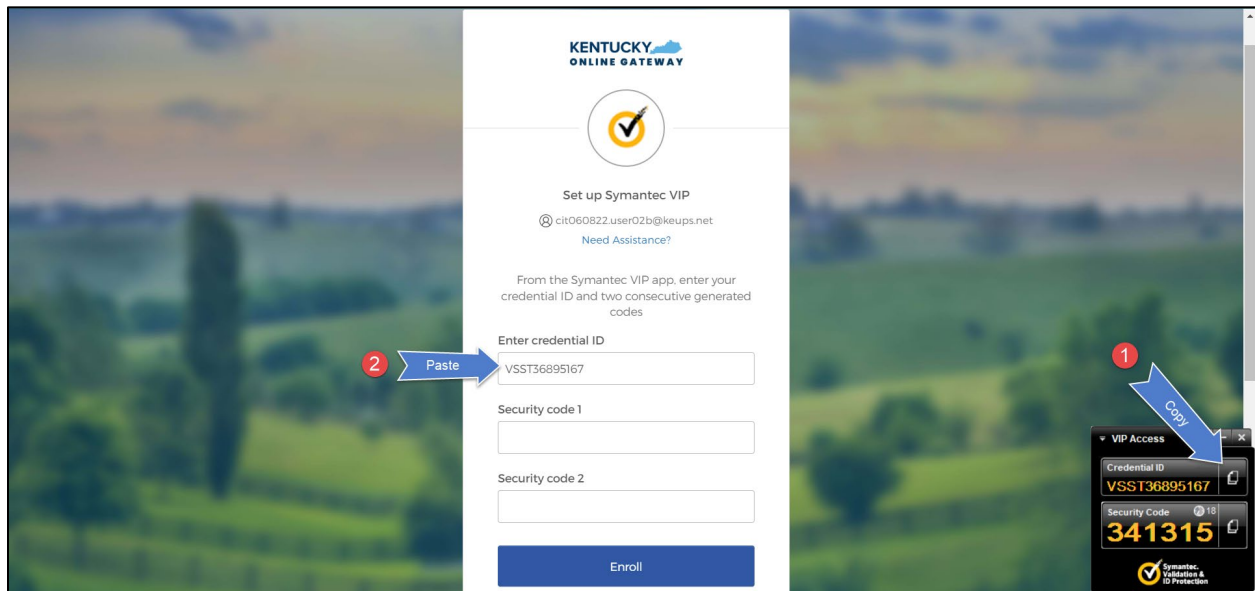 KENTUCKY
ONLINE GATEWAY
Set up Symantec VIP
cit060822.user02b@keups.net
Need Assistance?
From the Symantec VIP app, enter your
credential ID and two consecutive generated
codes
Enter credential ID
2 Paste
VSST36895167
Security code 1
Security code 2
Enroll
1
Copy
VIP Access
Credential ID
VSST36895167
Security Code 18
341315
Symantec.
Validation &
ID Protection